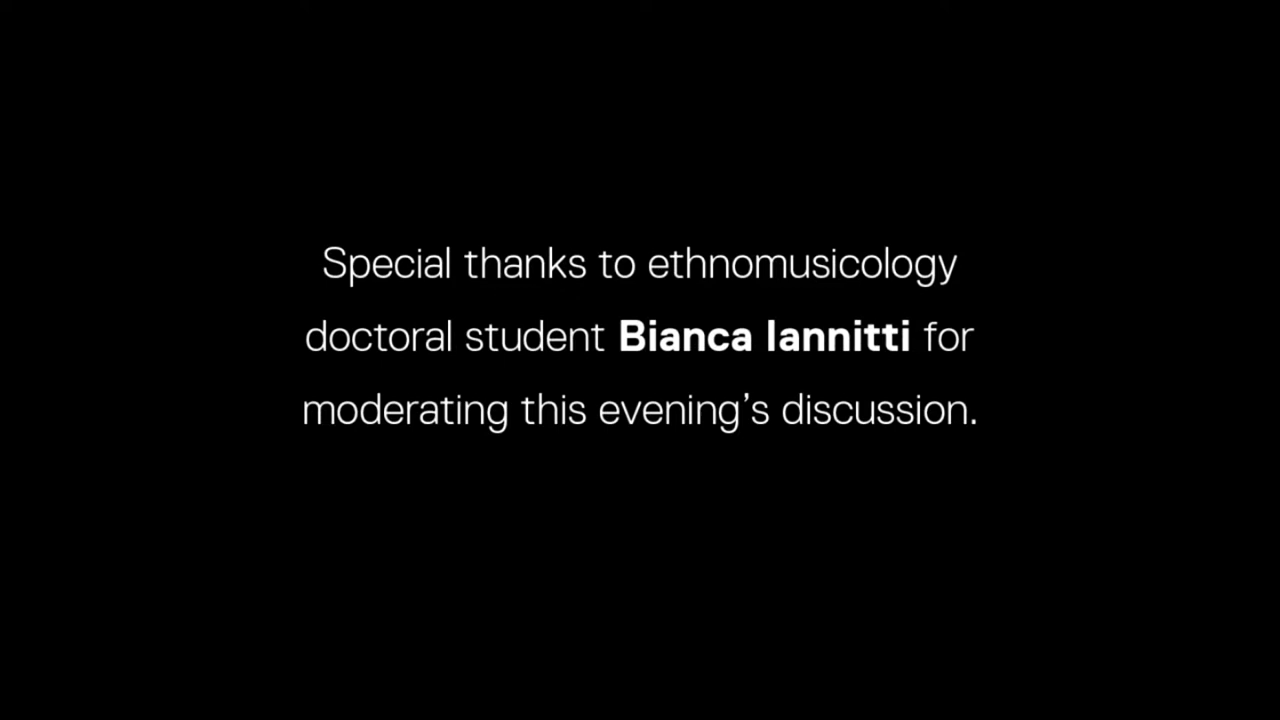 Special thanks to ethnomusicology
doctoral student Bianca Iannitti for
moderating this evening’s discussion.